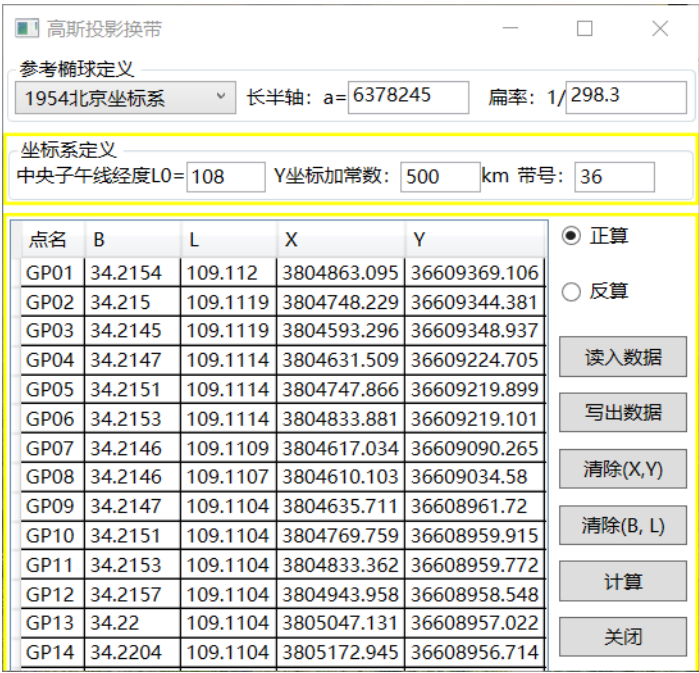 高斯投影换带
参考椭球定义
1954北京坐标系 长半轴：a= 6378245 扁率：1/ 298.3
坐标系定义
中央子午线经度L0= 108 Y坐标加常数： 500 km 带号： 36
点名 B L X Y
GP01 34.2154 109.112 3804863.095 36609369.106
GP02 34.215 109.1119 3804748.229 36609344.381
GP03 34.2145 109.1119 3804593.296 36609348.937
GP04 34.2147 109.1114 3804631.509 36609224.705
GP05 34.2151 109.1114 3804747.866 36609219.899
GP06 34.2153 109.1114 3804833.881 36609219.101
GP07 34.2146 109.1109 3804617.034 36609090.265
GP08 34.2146 109.1107 3804610.103 36609034.58
GP09 34.2147 109.1104 3804635.711 36608961.72
GP10 34.2151 109.1104 3804769.759 36608959.915
GP11 34.2153 109.1104 3804833.362 36608959.772
GP12 34.2157 109.1104 3804943.958 36608958.548
GP13 34.22 109.1104 3805047.131 36608957.022
GP14 34.2204 109.1104 3805172.945 36608956.714
正算
反算
读入数据
写出数据
清除(X,Y)
清除(B, L)
计算
关闭